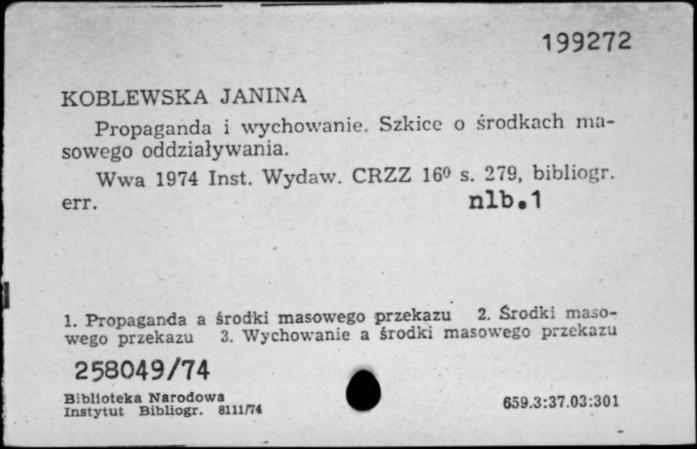 199272
KOBLEWSKA JANINA
Propaganda i wychowanie. Szkice o środkach ma-
sowego oddziaływania.
Wwa 1974 Inst. Wydaw. CRZZ 16⁰ s. 279, bibliogr.
err. nlb.1
1. Propaganda a środki masowego przekazu 2. Środki maso-
wego przekazu 3. Wychowanie a środki masowego przekazu
258049/74
Biblioteka Narodowa
Instytut Bibliogr. 8111/74
659.3:37.03:301